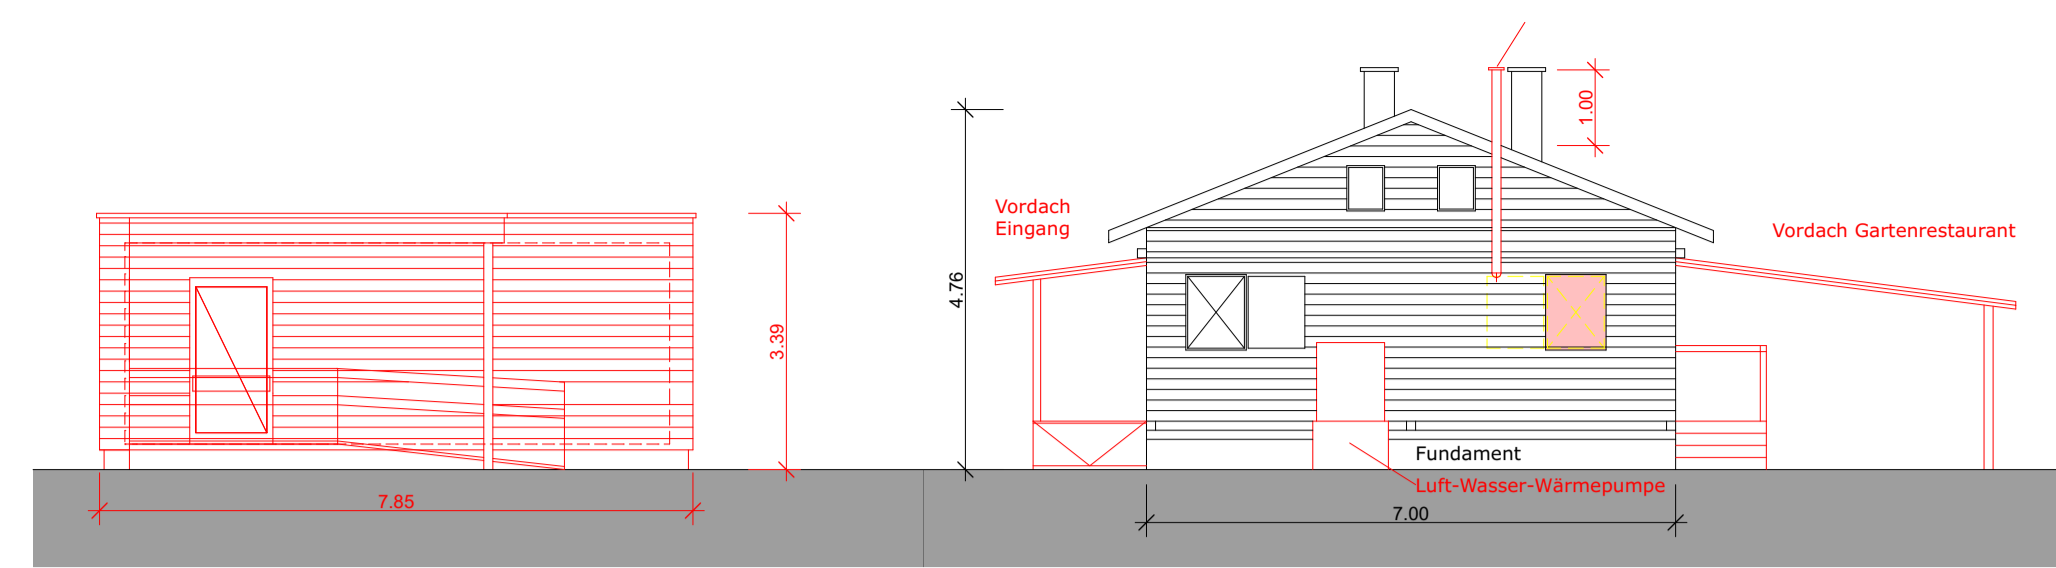 1.00
Vordach
Eingang
Vordach Gartenrestaurant
4.76
3.39
Fundament
Luft-Wasser-Wärmepumpe
7.85
7.00